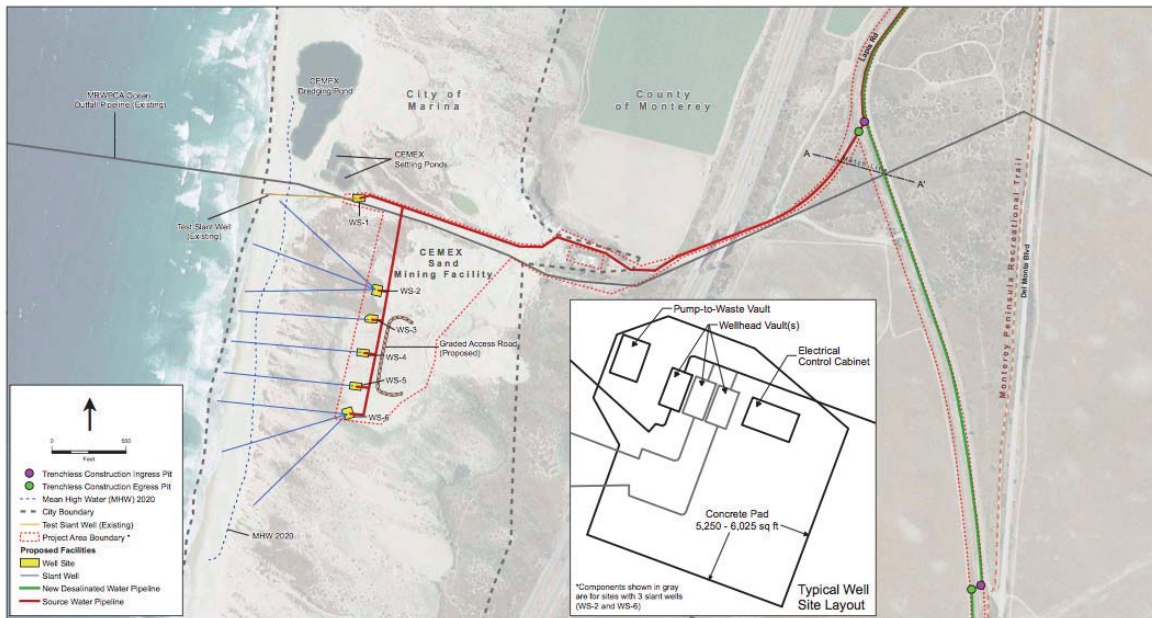 MRWPCA Ocean
Outfall Pipeline (Existing)
CEMEX
Dredging Pond
City of
Marina
County
of Monterey
Lapis Rd
CEMEX
Settling Ponds
A
A'
Test Slant Well
(Existing)
WS-1
CEMEX
Sand
Mining Facility
WS-2
WS-3
Graded Access Road
(Proposed)
WS-4
WS-5
WS-6
MHW 2020
Monterey Peninsula Recreational Trail
Del Monte Blvd
0
550
Feet
Trenchless Construction Ingress Pit
Trenchless Construction Egress Pit
Mean High Water (MHW) 2020
City Boundary
Test Slant Well (Existing)
Project Area Boundary *
Proposed Facilities
Well Site
Slant Well
New Desalinated Water Pipeline
Source Water Pipeline
Pump-to-Waste Vault
Wellhead Vault(s)
Electrical
Control Cabinet
Concrete Pad
5,250 - 6,025 sq ft
*Components shown in gray
are for sites with 3 slant wells
(WS-2 and WS-6)
Typical Well
Site Layout